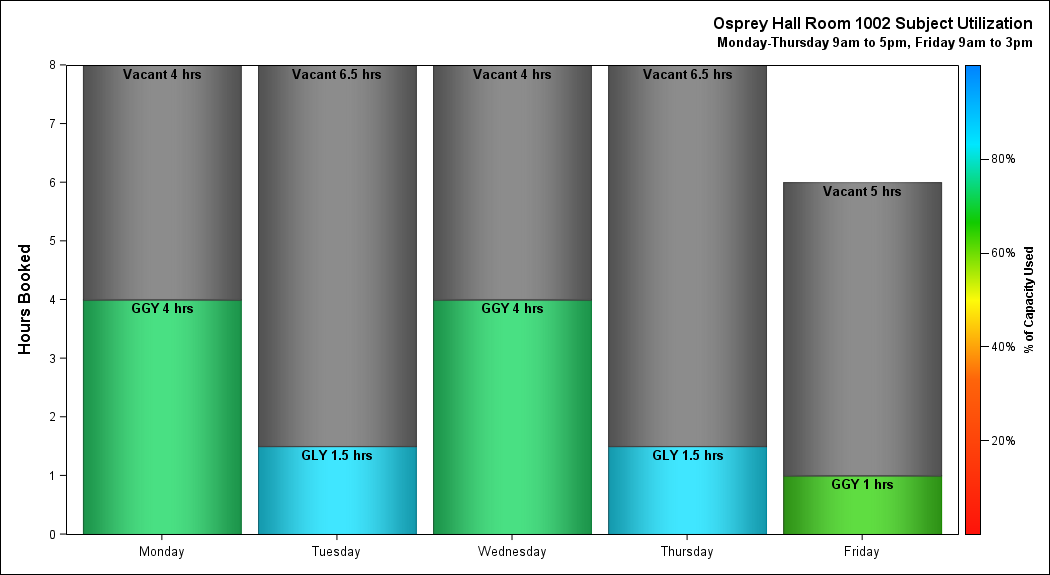 Osprey Hall Room 1002 Subject Utilization
Monday-Thursday 9am to 5pm, Friday 9am to 3pm
Hours Booked
8
7
6
5
4
3
2
1
0
Vacant 4 hrs
GGY 4 hrs
Vacant 6.5 hrs
GLY 1.5 hrs
Vacant 4 hrs
GGY 4 hrs
Vacant 6.5 hrs
GLY 1.5 hrs
Vacant 5 hrs
GGY 1 hrs
Monday
Tuesday
Wednesday
Thursday
Friday
80%
60%
40%
20%
% of Capacity Used